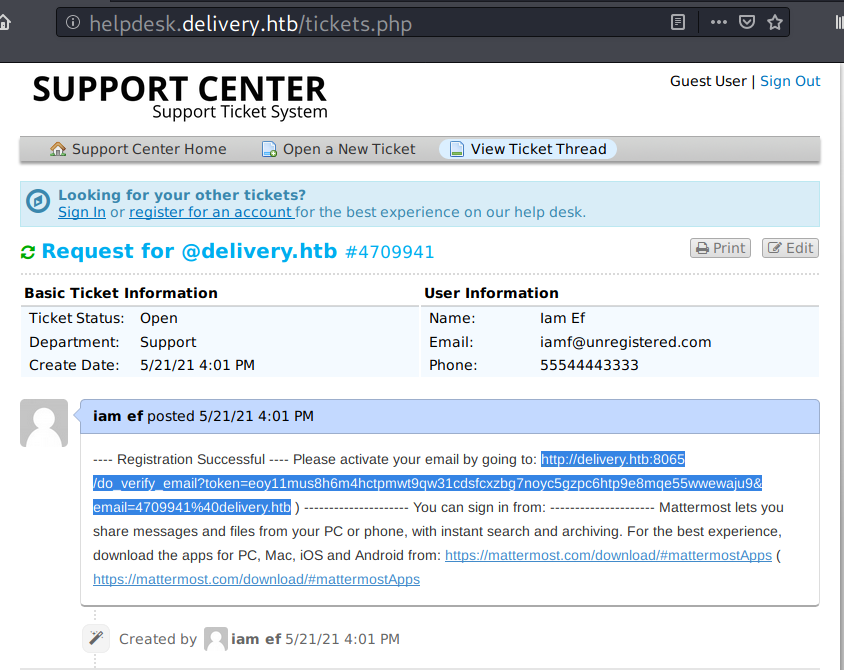 helpdesk.delivery.htb/tickets.php
SUPPORT CENTER
Support Ticket System
Guest User | Sign Out
Support Center Home
Open a New Ticket
View Ticket Thread
Looking for your other tickets?
Sign In or register for an account for the best experience on our help desk.
Request for @delivery.htb #4709941
Print
Edit
Basic Ticket Information
Ticket Status: Open
Department: Support
Create Date: 5/21/21 4:01 PM
User Information
Name: Iam Ef
Email: iamf@unregistered.com
Phone: 55544443333
iam ef posted 5/21/21 4:01 PM
---- Registration Successful ---- Please activate your email by going to: http://delivery.htb:8065
/do_verify_email?token=eoy11mus8h6m4hctpmwt9qw31cdsfcxzbg7noyc5gzpc6htp9e8mqe55wwewaju9&
email=4709941%40delivery.htb ) --------------------- You can sign in from: --------------------- Mattermost lets you
share messages and files from your PC or phone, with instant search and archiving. For the best experience,
download the apps for PC, Mac, iOS and Android from: https://mattermost.com/download/#mattermostApps (
https://mattermost.com/download/#mattermostApps
Created by iam ef 5/21/21 4:01 PM